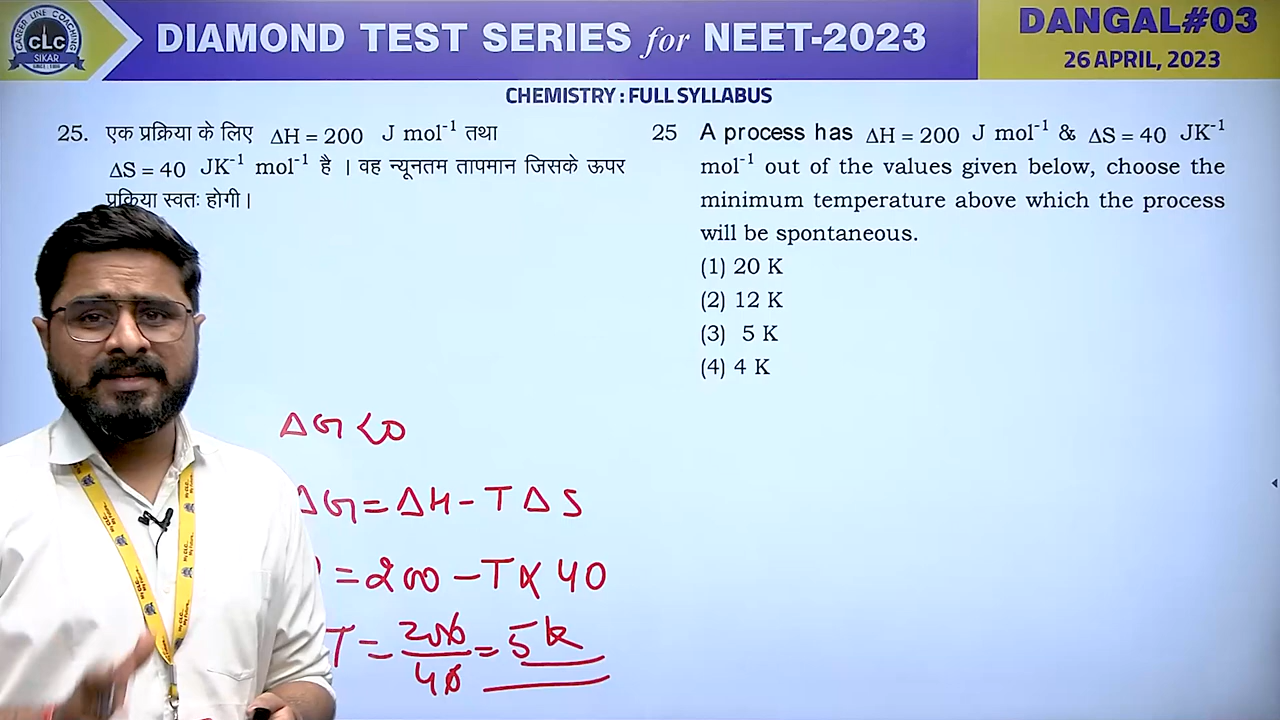 CAREER LINE COACHING
CLC
SIKAR
SINCE : 1996
DIAMOND TEST SERIES for NEET-2023
DANGAL#03
26 APRIL, 2023
CHEMISTRY : FULL SYLLABUS
25. एक प्रक्रिया के लिए ΔH = 200 J mol⁻¹ तथा
ΔS = 40 JK⁻¹ mol⁻¹ है । वह न्यूनतम तापमान जिसके ऊपर
प्रक्रिया स्वतः होगी।
25 A process has ΔH = 200 J mol⁻¹ & ΔS = 40 JK⁻¹
mol⁻¹ out of the values given below, choose the
minimum temperature above which the process
will be spontaneous.
(1) 20 K
(2) 12 K
(3) 5 K
(4) 4 K
ΔG < 0
ΔG = ΔH - T ΔS
= 200 - T × 40
T = 200/40 = 5K